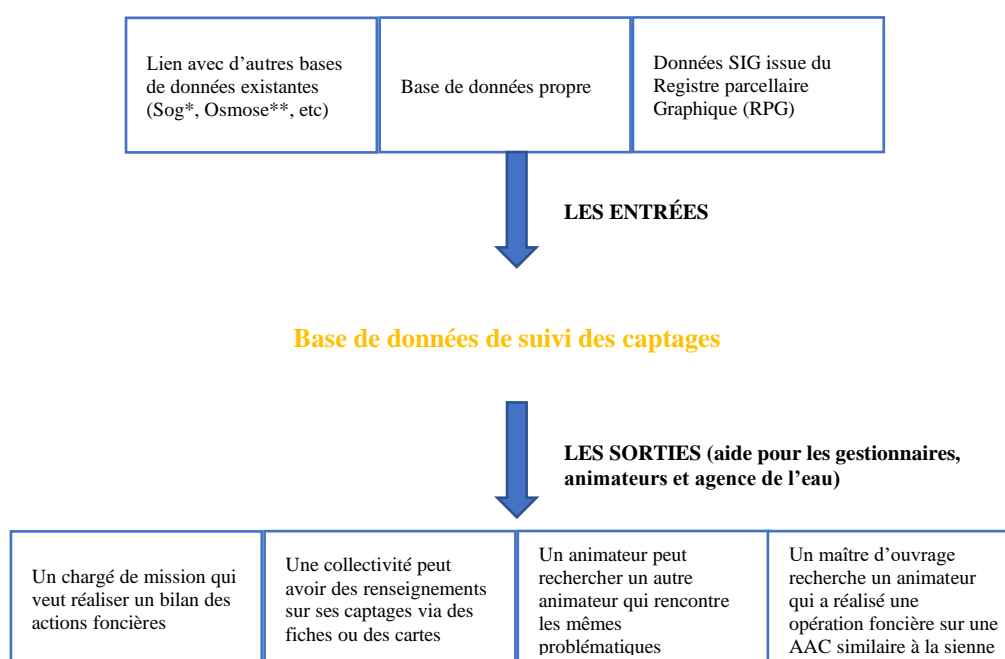 Lien avec d'autres bases
de données existantes
(Sog*, Osmose**, etc)
Base de données propre
Données SIG issue du
Registre parcellaire
Graphique (RPG)
LES ENTRÉES
Base de données de suivi des captages
LES SORTIES (aide pour les gestionnaires,
animateurs et agence de l'eau)
Un chargé de mission qui
veut réaliser un bilan des
actions foncières
Une collectivité peut
avoir des renseignements
sur ses captages via des
fiches ou des cartes
Un animateur peut
rechercher un autre
animateur qui rencontre
les mêmes
problématiques
Un maître d'ouvrage
recherche un animateur
qui a réalisé une
opération foncière sur une
AAC similaire à la sienne